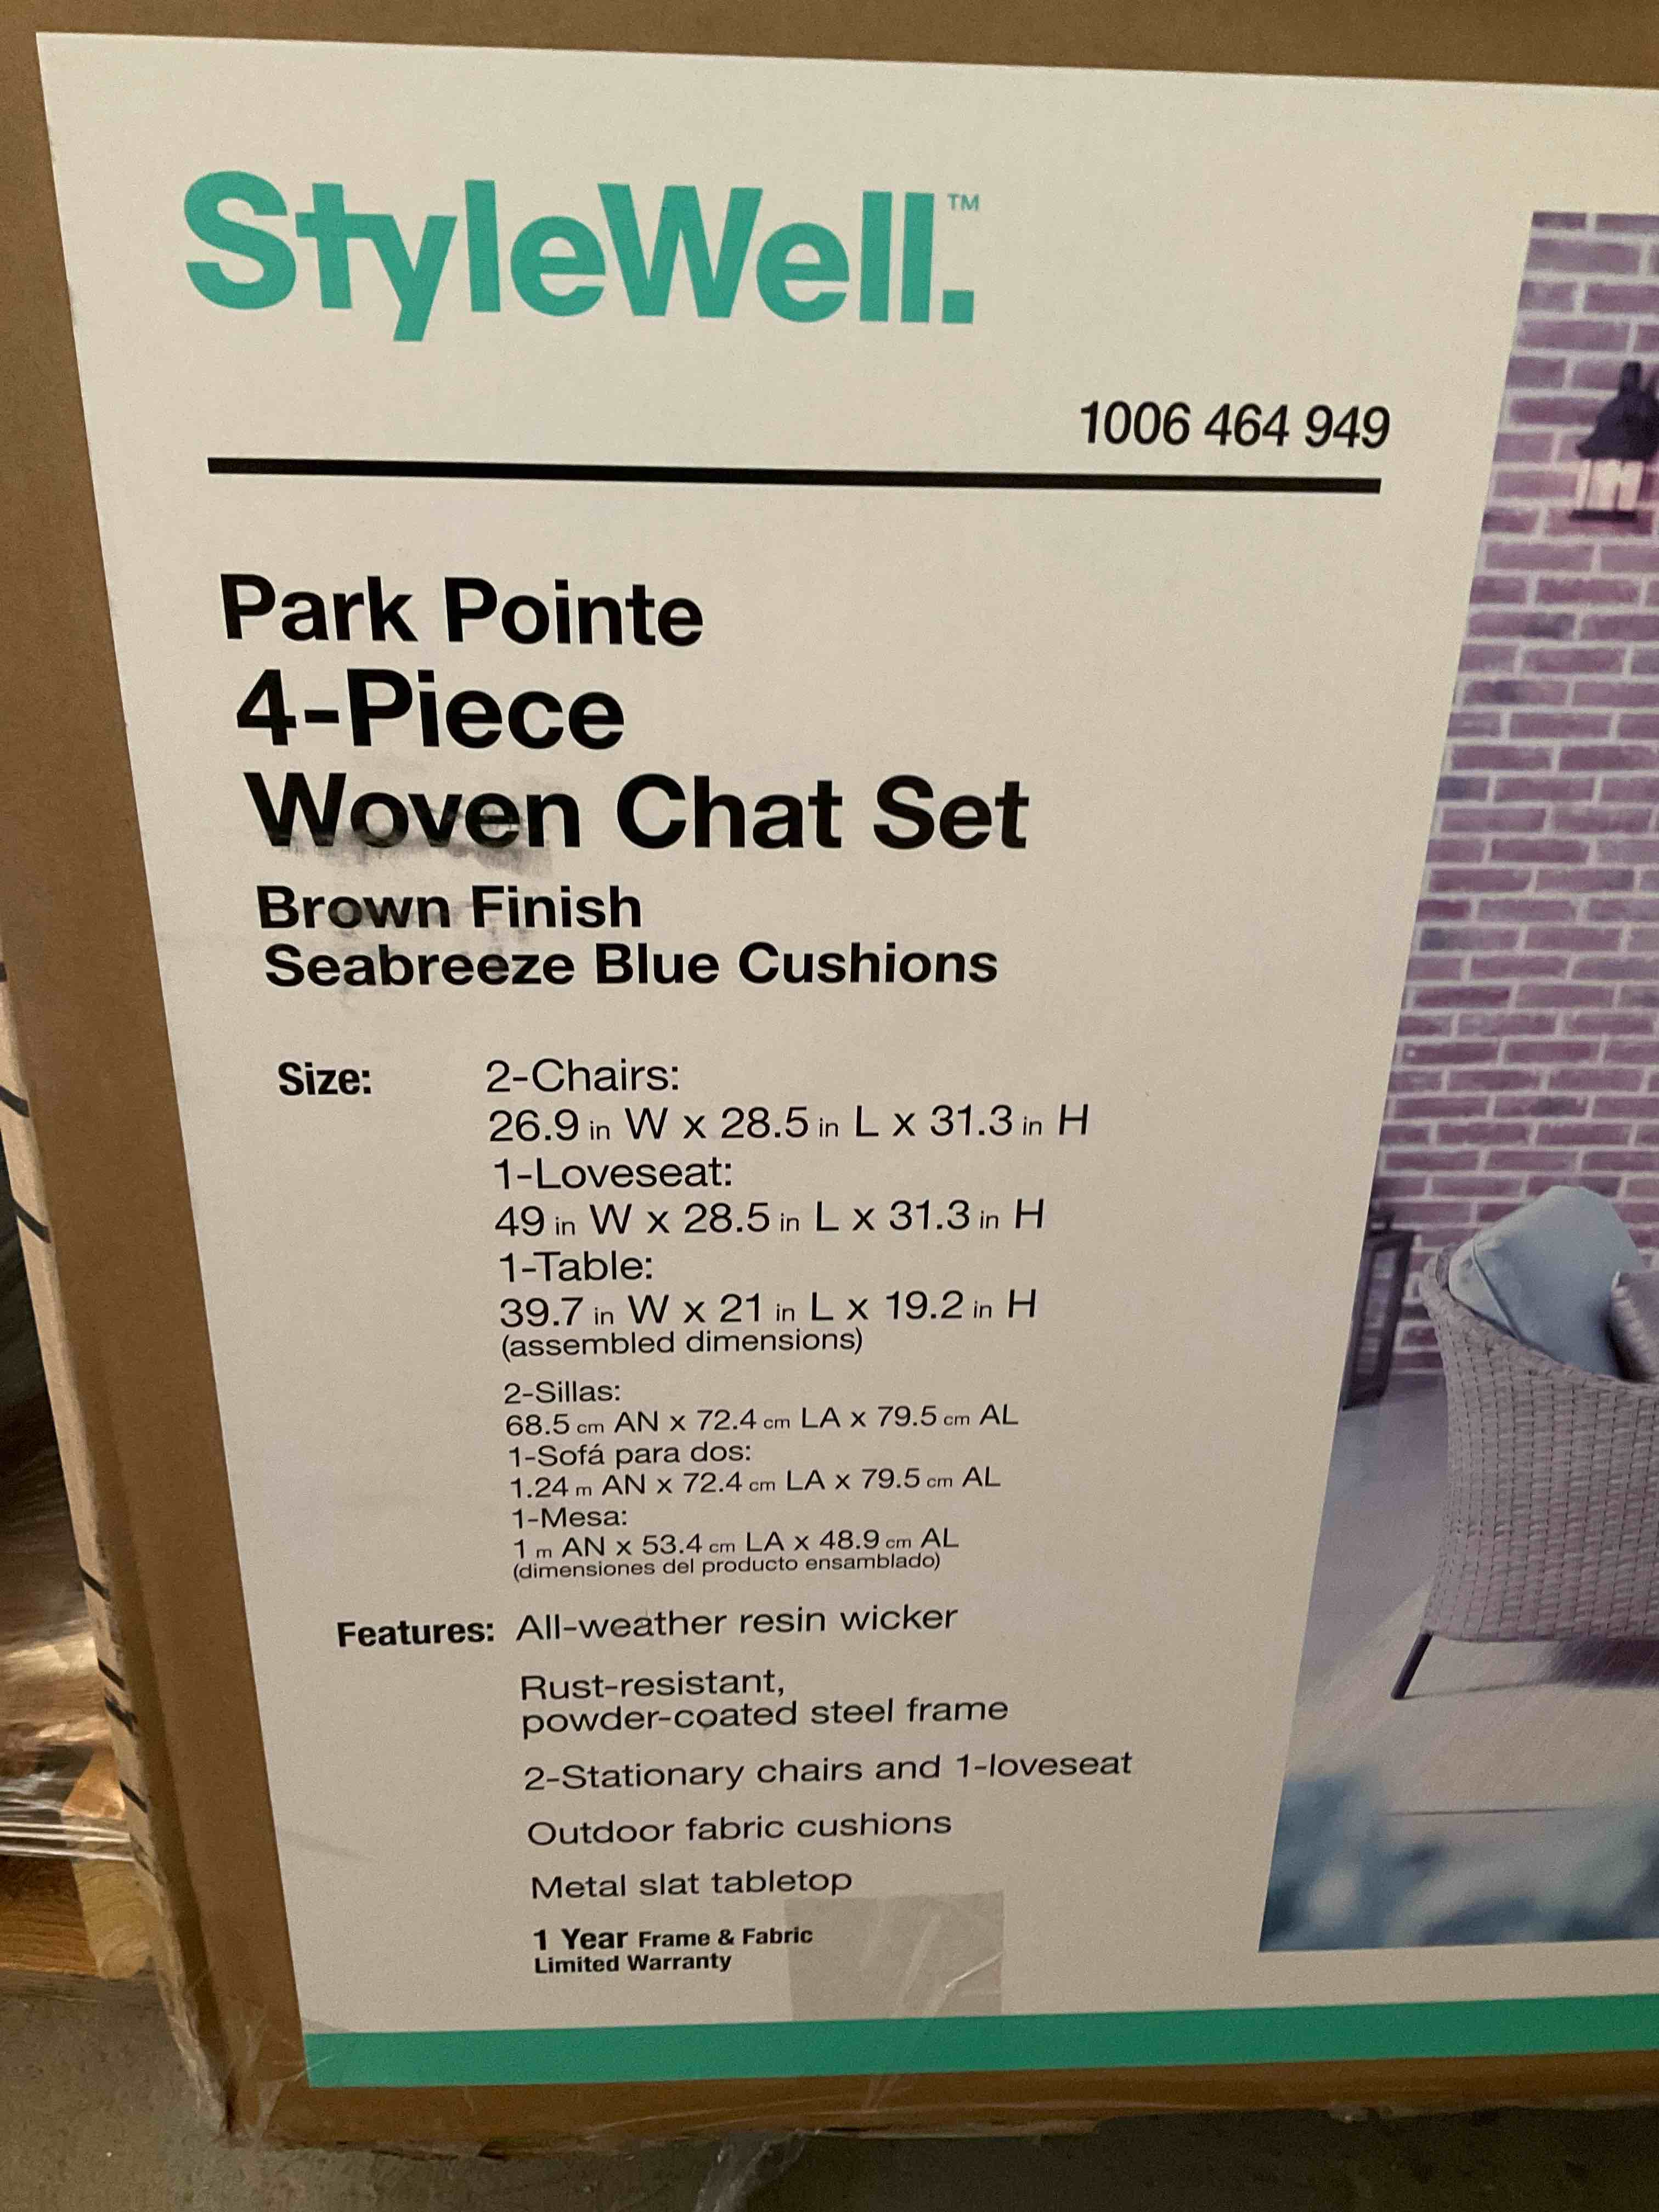 StyleWell.™
1006 464 949
Park Pointe
4-Piece
Woven Chat Set
Brown Finish
Seabreeze Blue Cushions
Size: 2-Chairs:
26.9 in W x 28.5 in L x 31.3 in H
1-Loveseat:
49 in W x 28.5 in L x 31.3 in H
1-Table:
39.7 in W x 21 in L x 19.2 in H
(assembled dimensions)
2-Sillas:
68.5 cm AN x 72.4 cm LA x 79.5 cm AL
1-Sofá para dos:
1.24 m AN x 72.4 cm LA x 79.5 cm AL
1-Mesa:
1 m AN x 53.4 cm LA x 48.9 cm AL
(dimensiones del producto ensamblado)
Features: All-weather resin wicker
Rust-resistant,
powder-coated steel frame
2-Stationary chairs and 1-loveseat
Outdoor fabric cushions
Metal slat tabletop
1 Year Frame & Fabric
Limited Warranty